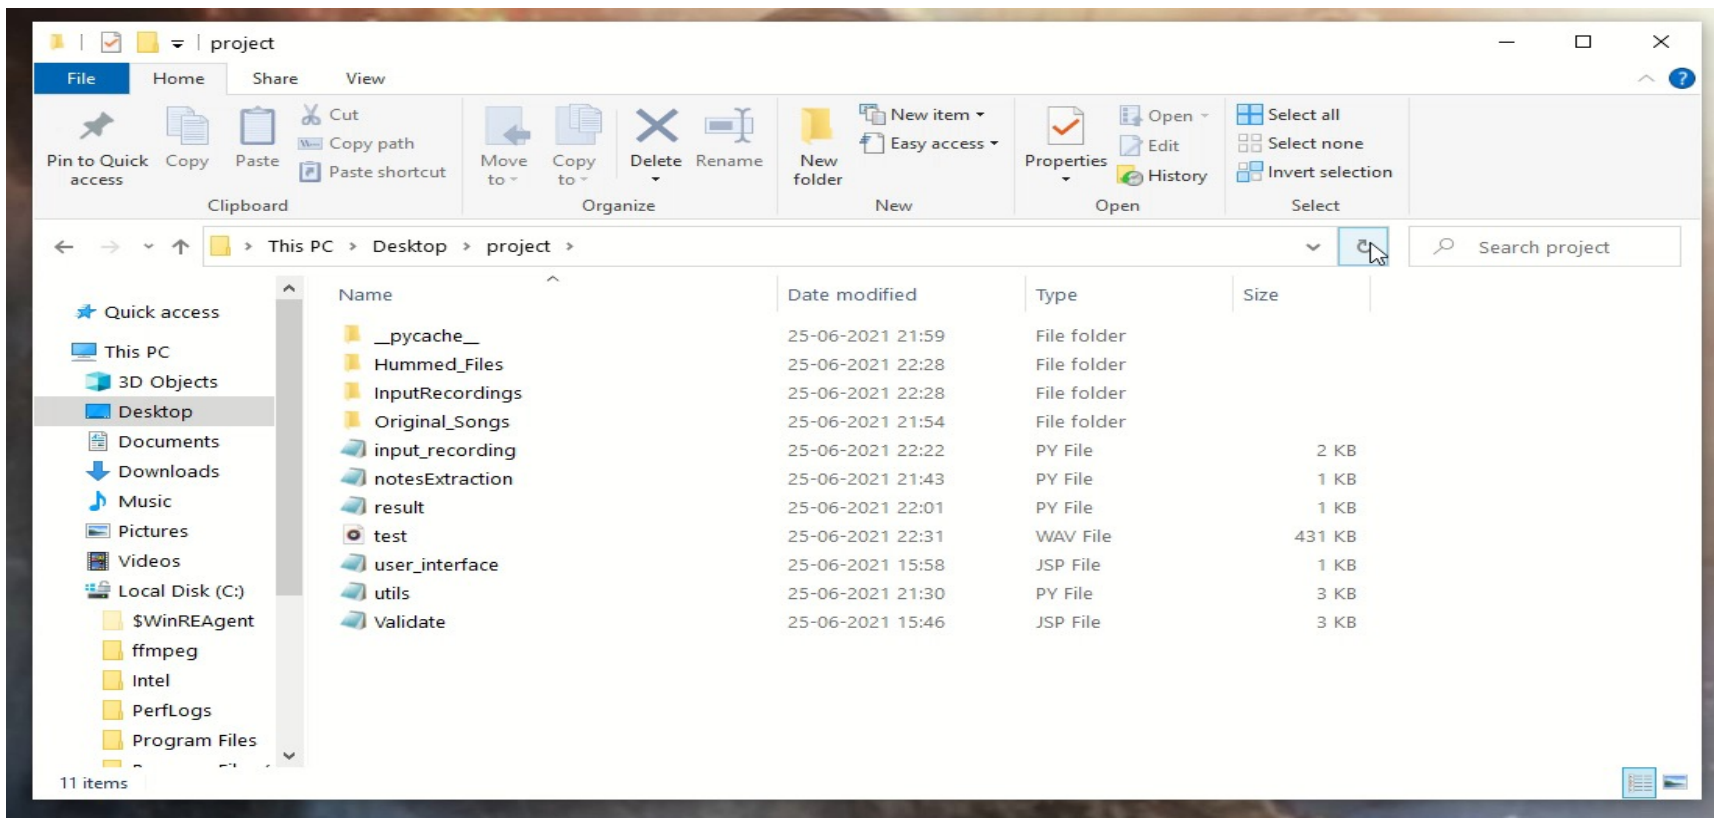 project
File Home Share View
Pin to Quick access Copy Paste
Cut
Copy path
Paste shortcut
Move to Copy to Delete Rename
New folder
New item
Easy access
Properties
Open
Edit
History
Select all
Select none
Invert selection
Clipboard Organize New Open Select
This PC > Desktop > project >
Search project
Name Date modified Type Size
__pycache__ 25-06-2021 21:59 File folder
Hummed_Files 25-06-2021 22:28 File folder
InputRecordings 25-06-2021 22:28 File folder
Original_Songs 25-06-2021 21:54 File folder
input_recording 25-06-2021 22:22 PY File 2 KB
notesExtraction 25-06-2021 21:43 PY File 1 KB
result 25-06-2021 22:01 PY File 1 KB
test 25-06-2021 22:31 WAV File 431 KB
user_interface 25-06-2021 15:58 JSP File 1 KB
utils 25-06-2021 21:30 PY File 3 KB
Validate 25-06-2021 15:46 JSP File 3 KB
Quick access
This PC
3D Objects
Desktop
Documents
Downloads
Music
Pictures
Videos
Local Disk (C:)
$WinREAgent
ffmpeg
Intel
PerfLogs
Program Files
11 items